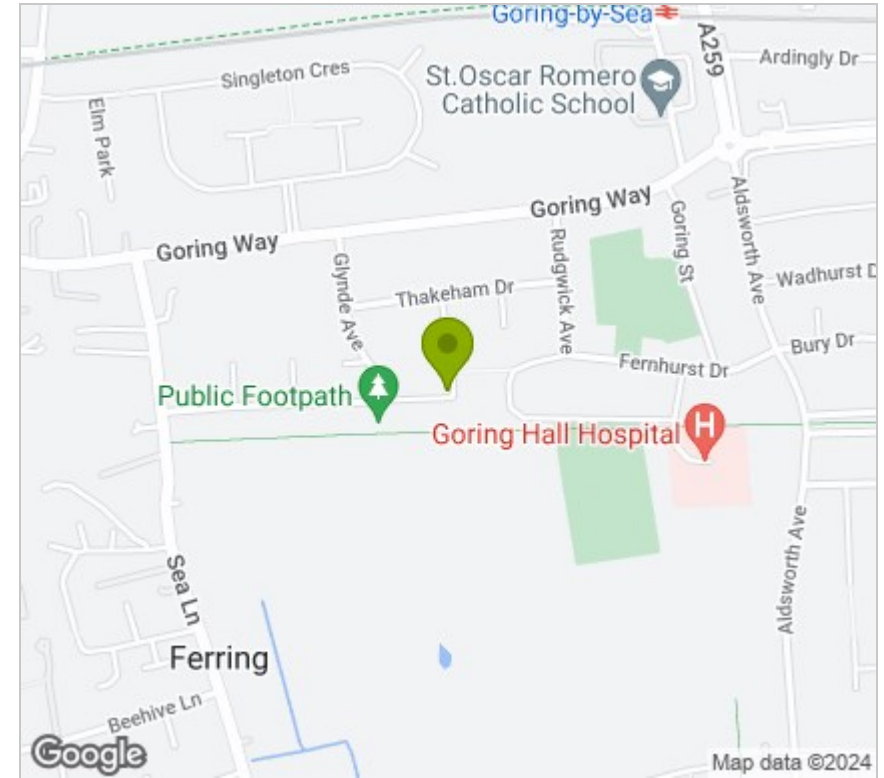 Goring-by-Sea
A259
Ardingly Dr
Singleton Cres
St.Oscar Romero
Catholic School
Elm Park
Goring Way
Goring Way
Goring St
Aldsworth Ave
Rudgwick Ave
Glynde Ave
Thakeham Dr
Wadhurst D
Bury Dr
Fernhurst Dr
Public Footpath
Goring Hall Hospital
H
Aldsworth Ave
Sea Ln
Ferring
Beehive Ln
Google
Map data ©2024